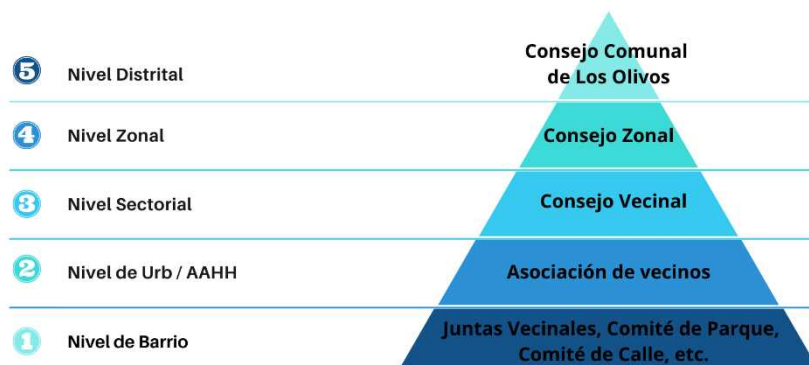 5 Nivel Distrital
Consejo Comunal
de Los Olivos
4 Nivel Zonal
Consejo Zonal
3 Nivel Sectorial
Consejo Vecinal
2 Nivel de Urb / AAHH
Asociación de vecinos
1 Nivel de Barrio
Juntas Vecinales, Comité de Parque,
Comité de Calle, etc.